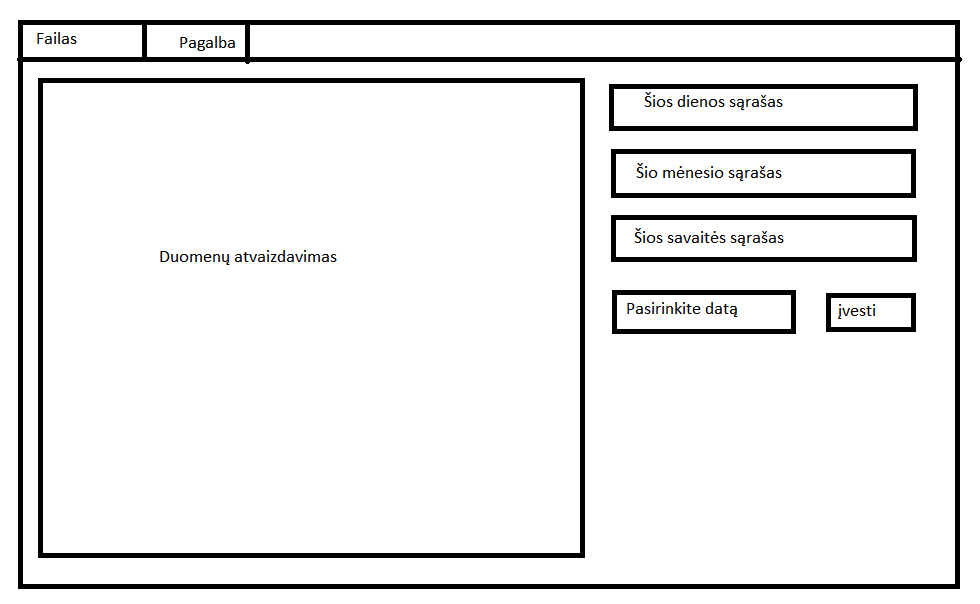 Failas
Pagalba
Duomenų atvaizdavimas
Šios dienos sąrašas
Šio mėnesio sąrašas
Šios savaitės sąrašas
Pasirinkite datą
įvesti